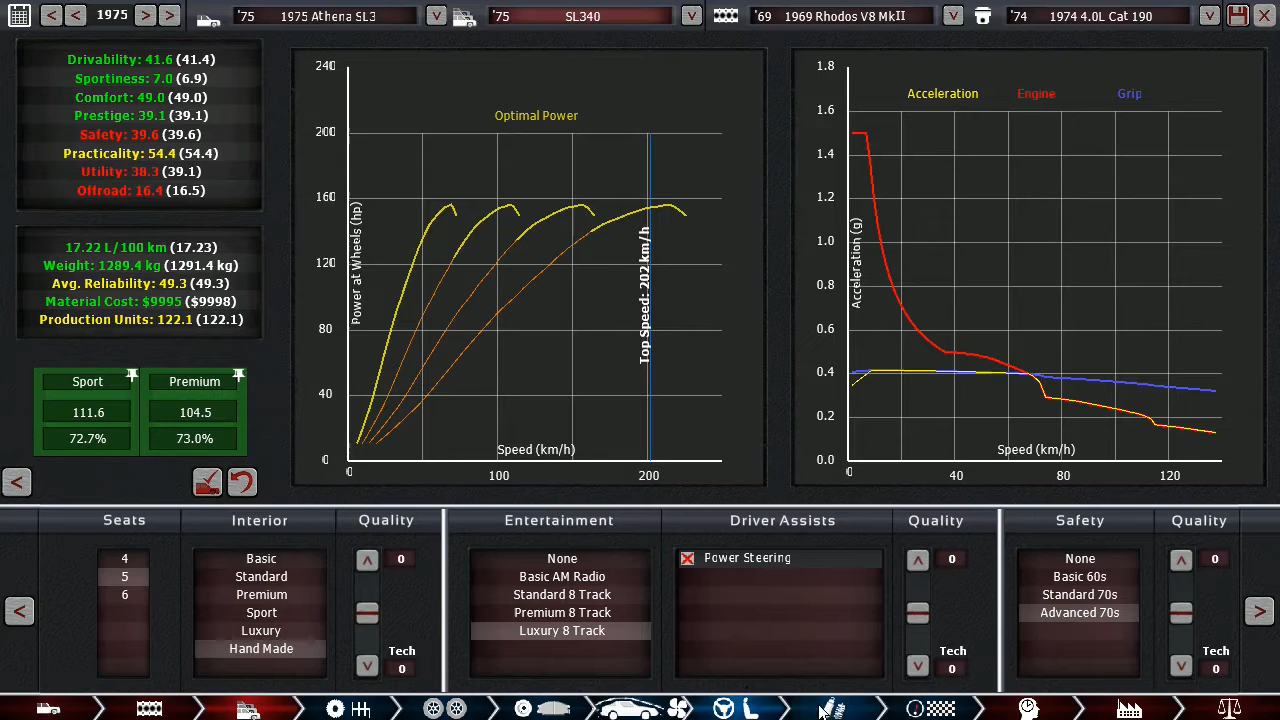 1975
'75 1975 Athena SL3
'75 SL340
'69 1969 Rhodos V8 MkII
'74 1974 4.0L Cat 190
Drivability: 41.6 (41.4)
Sportiness: 7.0 (6.9)
Comfort: 49.0 (49.0)
Prestige: 39.1 (39.1)
Safety: 39.6 (39.6)
Practicality: 54.4 (54.4)
Utility: 38.3 (39.1)
Offroad: 16.4 (16.5)
17.22 L/100 km (17.23)
Weight: 1289.4 kg (1291.4 kg)
Avg. Reliability: 49.3 (49.3)
Material Cost: $9995 ($9998)
Production Units: 122.1 (122.1)
Sport Premium
111.6 104.5
72.7% 73.0%
240
200
160
120
80
40
0
Power at Wheels (hp)
Optimal Power
Top Speed: 202 km/h
Speed (km/h)
0 100 200
1.8
1.6
1.4
1.2
1.0
0.8
0.6
0.4
0.2
0.0
Acceleration (g)
Acceleration Engine Grip
Speed (km/h)
0 40 80 120
Seats
4
5
6
Interior
Basic
Standard
Premium
Sport
Luxury
Hand Made
Quality
0
Tech
0
Entertainment
None
Basic AM Radio
Standard 8 Track
Premium 8 Track
Luxury 8 Track
Driver Assists
Power Steering
Quality
0
Tech
0
Safety
None
Basic 60s
Standard 70s
Advanced 70s
Quality
0
Tech
0